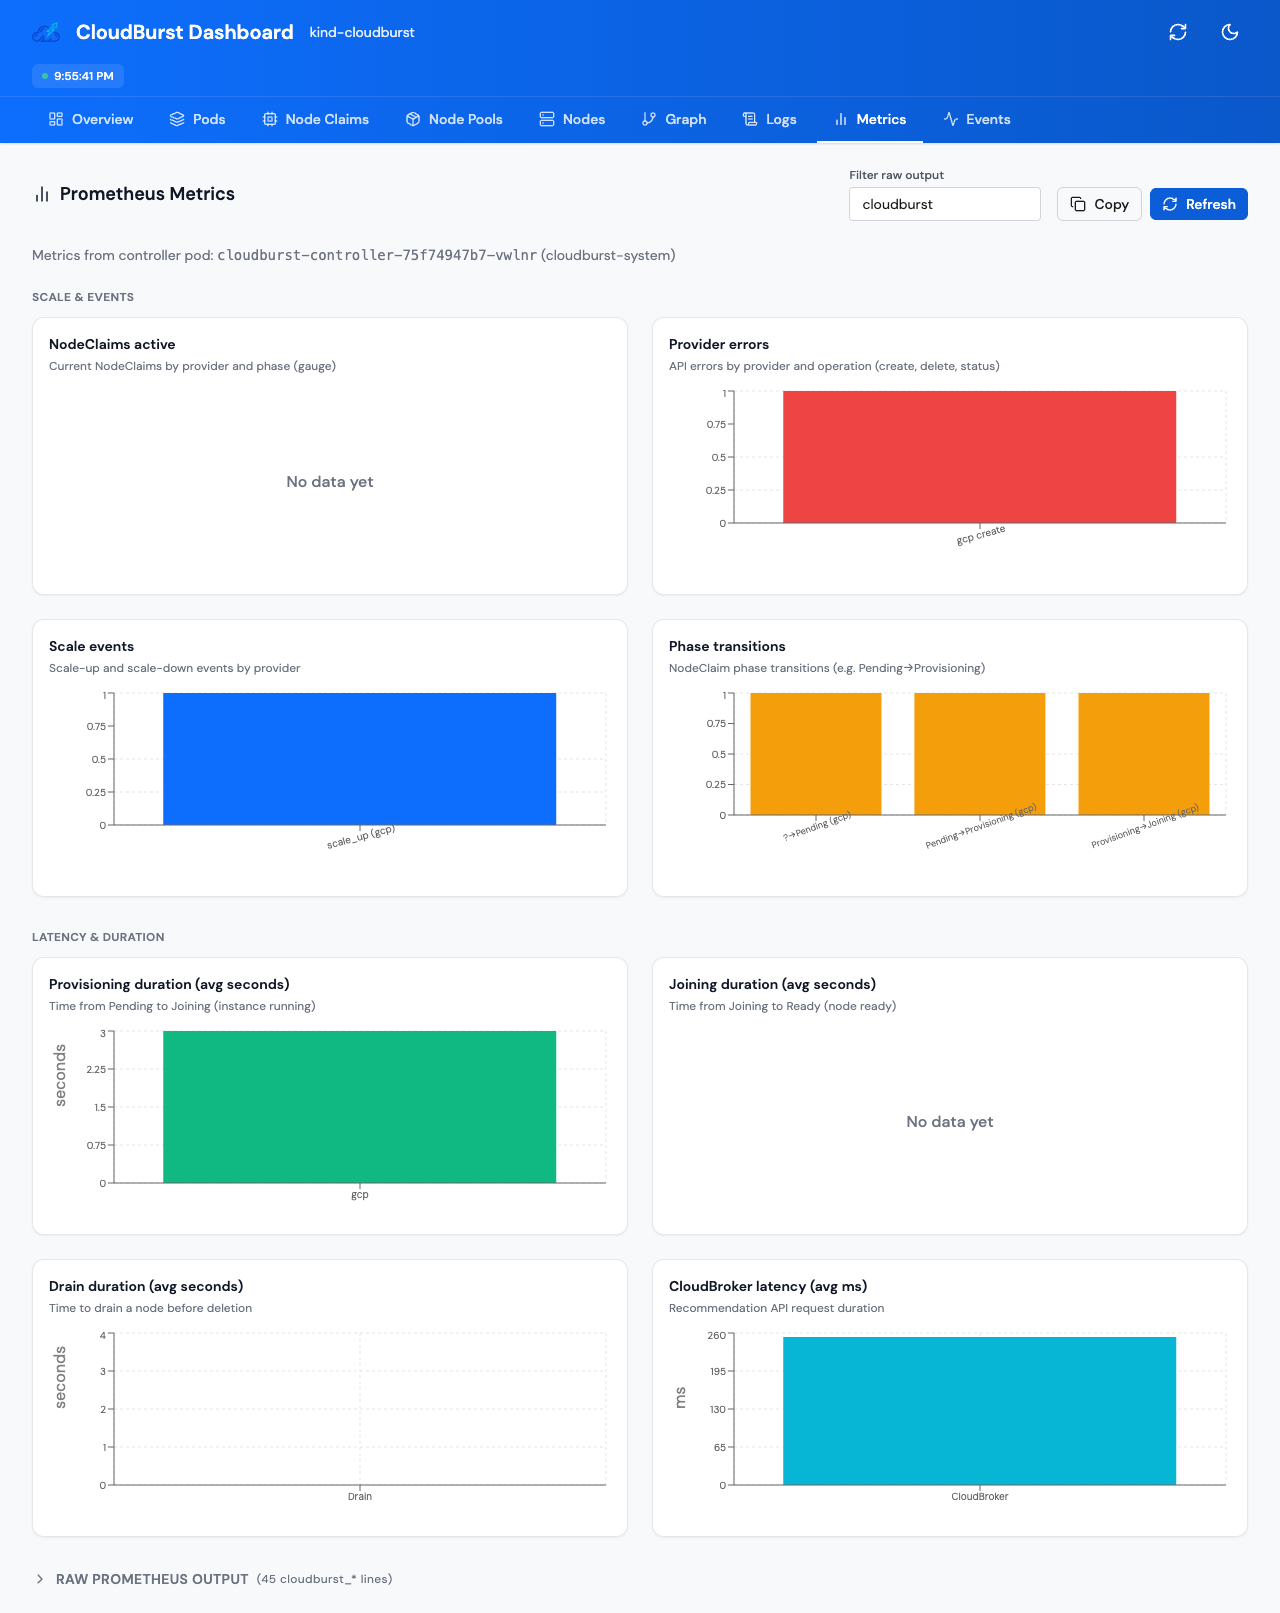 CloudBurst Dashboard kind-cloudburst
9:55:41 PM
Overview Pods Node Claims Node Pools Nodes Graph Logs Metrics Events
Prometheus Metrics
Filter raw output
cloudburst Copy Refresh
Metrics from controller pod: cloudburst-controller-75f74947b7-vwlnr (cloudburst-system)
SCALE & EVENTS
NodeClaims active
Current NodeClaims by provider and phase (gauge)
No data yet
Provider errors
API errors by provider and operation (create, delete, status)
1
0.75
0.5
0.25
0
gcp create
Scale events
Scale-up and scale-down events by provider
1
0.75
0.5
0.25
0
scale_up (gcp)
Phase transitions
NodeClaim phase transitions (e.g. Pending→Provisioning)
1
0.75
0.5
0.25
0
?→Pending (gcp)
Pending→Provisioning (gcp)
Provisioning→Joining (gcp)
LATENCY & DURATION
Provisioning duration (avg seconds)
Time from Pending to Joining (instance running)
seconds
3
2.25
1.5
0.75
0
gcp
Joining duration (avg seconds)
Time from Joining to Ready (node ready)
No data yet
Drain duration (avg seconds)
Time to drain a node before deletion
seconds
4
3
2
1
0
Drain
CloudBroker latency (avg ms)
Recommendation API request duration
ms
260
195
130
65
0
CloudBroker
RAW PROMETHEUS OUTPUT (45 cloudburst_* lines)